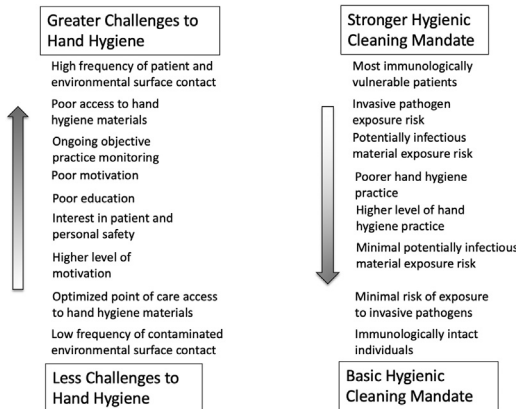 Greater Challenges to
Hand Hygiene
High frequency of patient and
environmental surface contact
Poor access to hand
hygiene materials
Ongoing objective
practice monitoring
Poor motivation
Poor education
Interest in patient and
personal safety
Higher level of
motivation
Optimized point of care access
to hand hygiene materials
Low frequency of contaminated
environmental surface contact
Less Challenges to
Hand Hygiene
Stronger Hygienic
Cleaning Mandate
Most immunologically
vulnerable patients
Invasive pathogen
exposure risk
Potentially infectious
material exposure risk
Poorer hand hygiene
practice
Higher level of hand
hygiene practice
Minimal potentially infectious
material exposure risk
Minimal risk of exposure
to invasive pathogens
Immunologically intact
individuals
Basic Hygienic
Cleaning Mandate